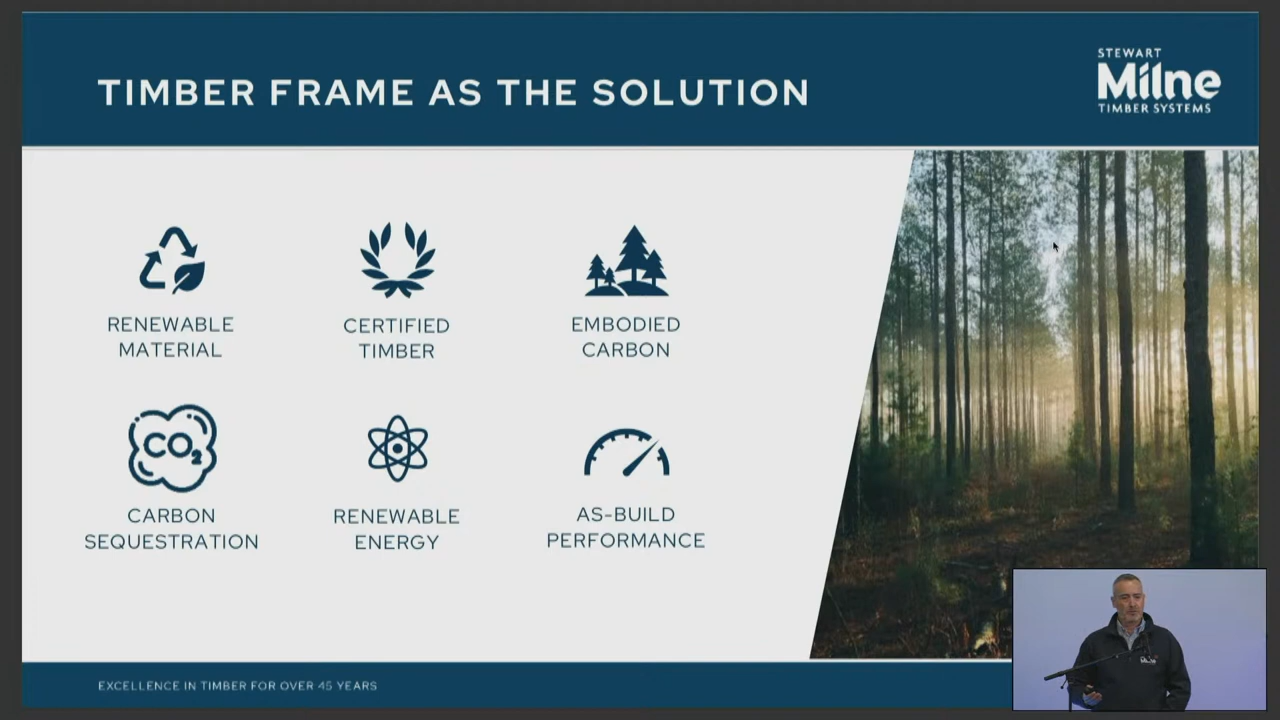 TIMBER FRAME AS THE SOLUTION
STEWART
Milne
TIMBER SYSTEMS
RENEWABLE
MATERIAL
CERTIFIED
TIMBER
EMBODIED
CARBON
CO2
CARBON
SEQUESTRATION
RENEWABLE
ENERGY
AS-BUILD
PERFORMANCE
EXCELLENCE IN TIMBER FOR OVER 45 YEARS